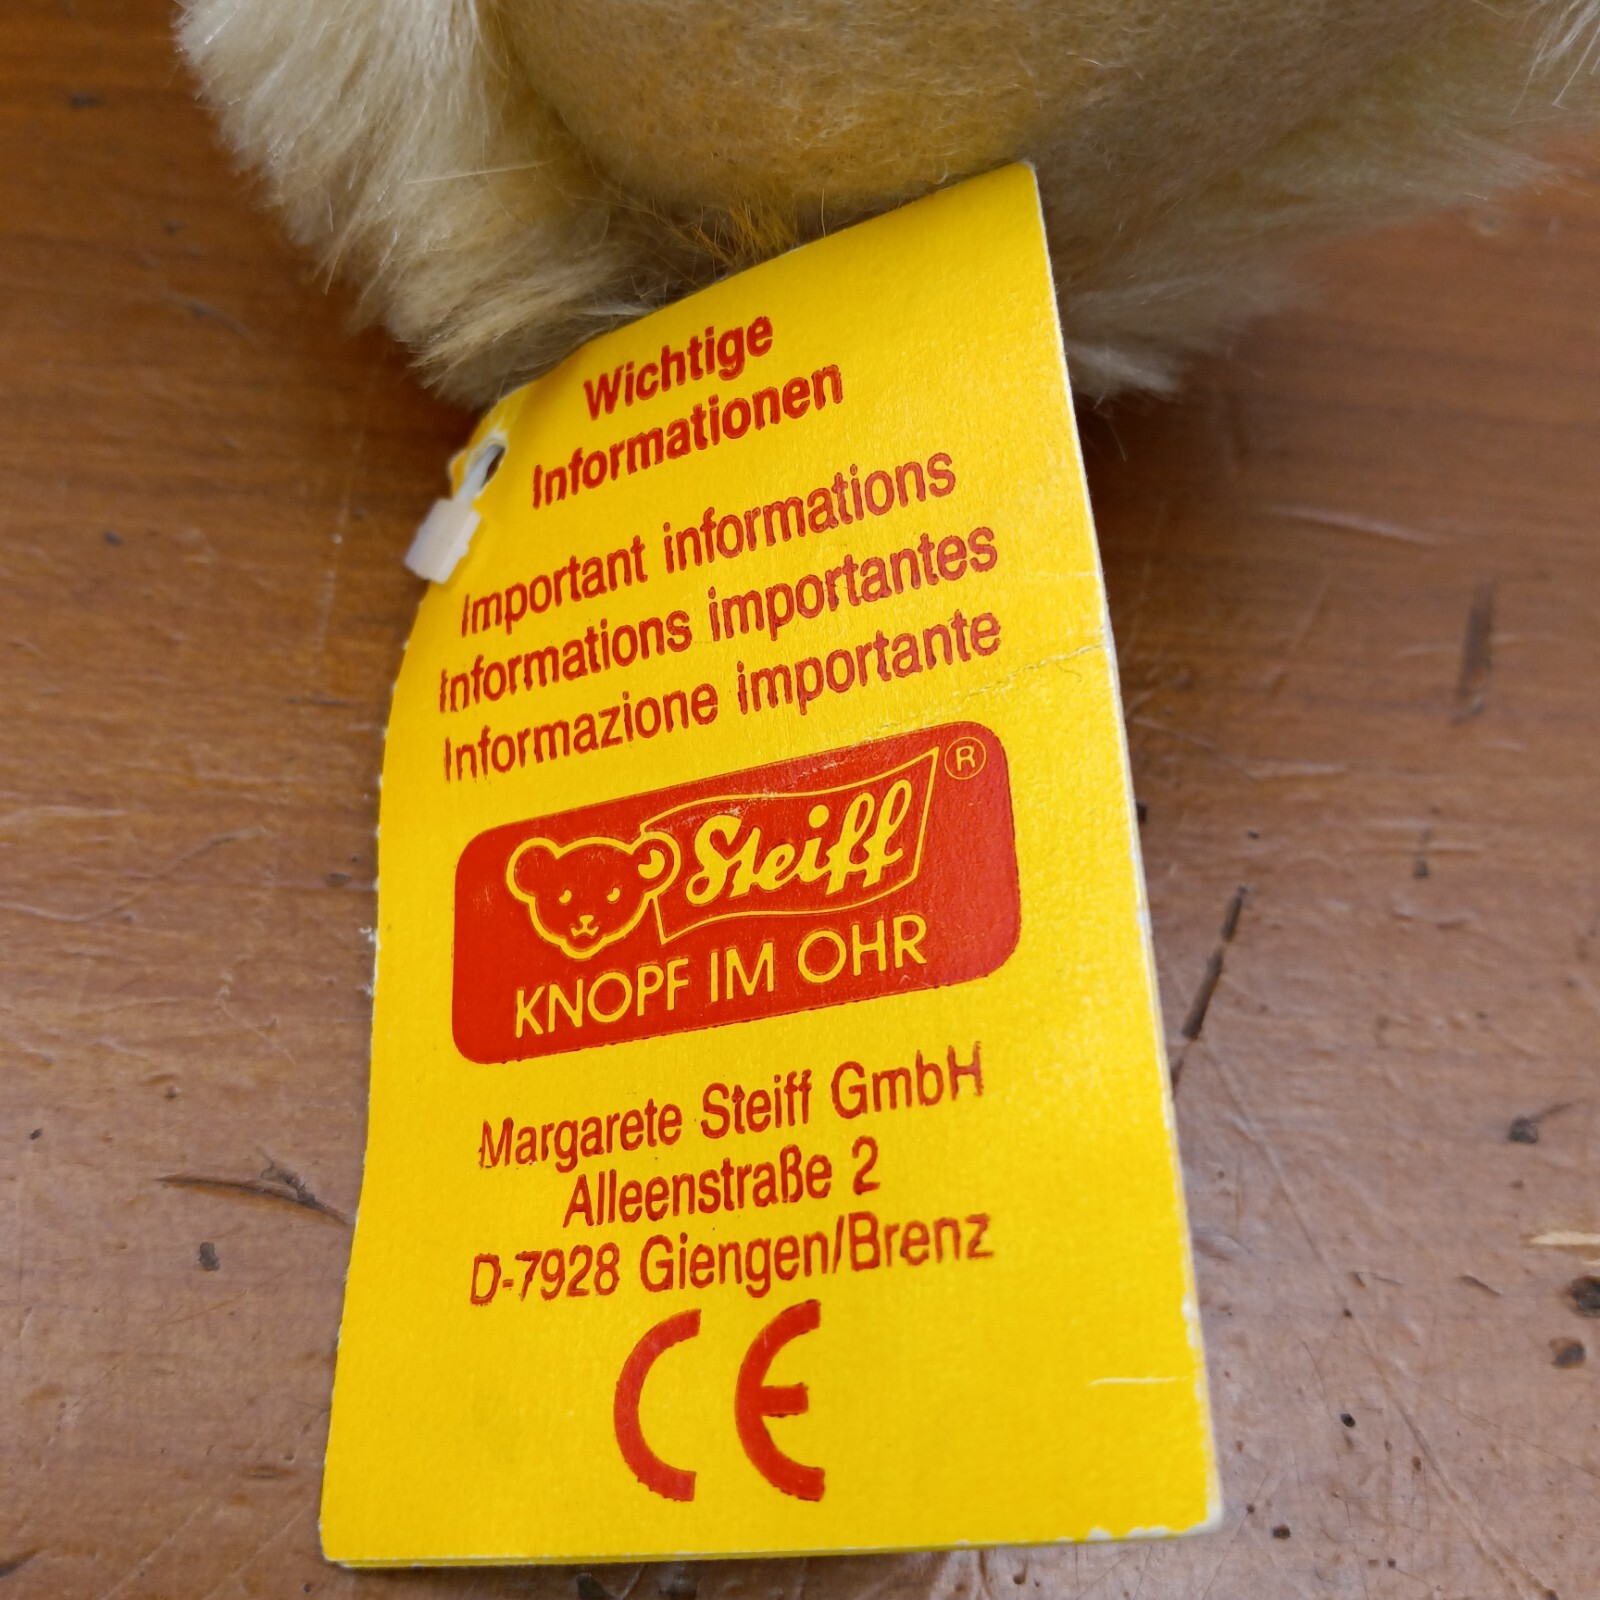 Wichtige
Informationen
Important informations
Informations importantes
Informazione importante
Steiff ®
KNOPF IM OHR
Margarete Steiff GmbH
Alleenstraße 2
D-7928 Giengen/Brenz
CE